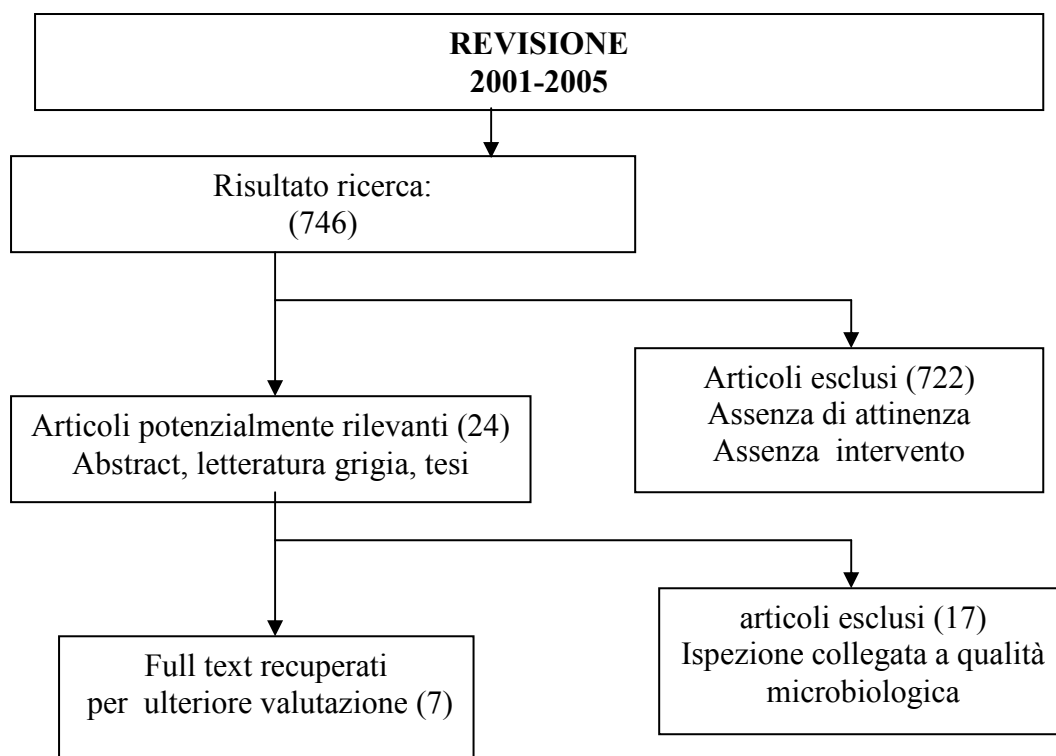 REVISIONE
2001-2005
Risultato ricerca:
(746)
Articoli esclusi (722)
Assenza di attinenza
Assenza intervento
Articoli potenzialmente rilevanti (24)
Abstract, letteratura grigia, tesi
articoli esclusi (17)
Ispezione collegata a qualità
microbiologica
Full text recuperati
per ulteriore valutazione (7)